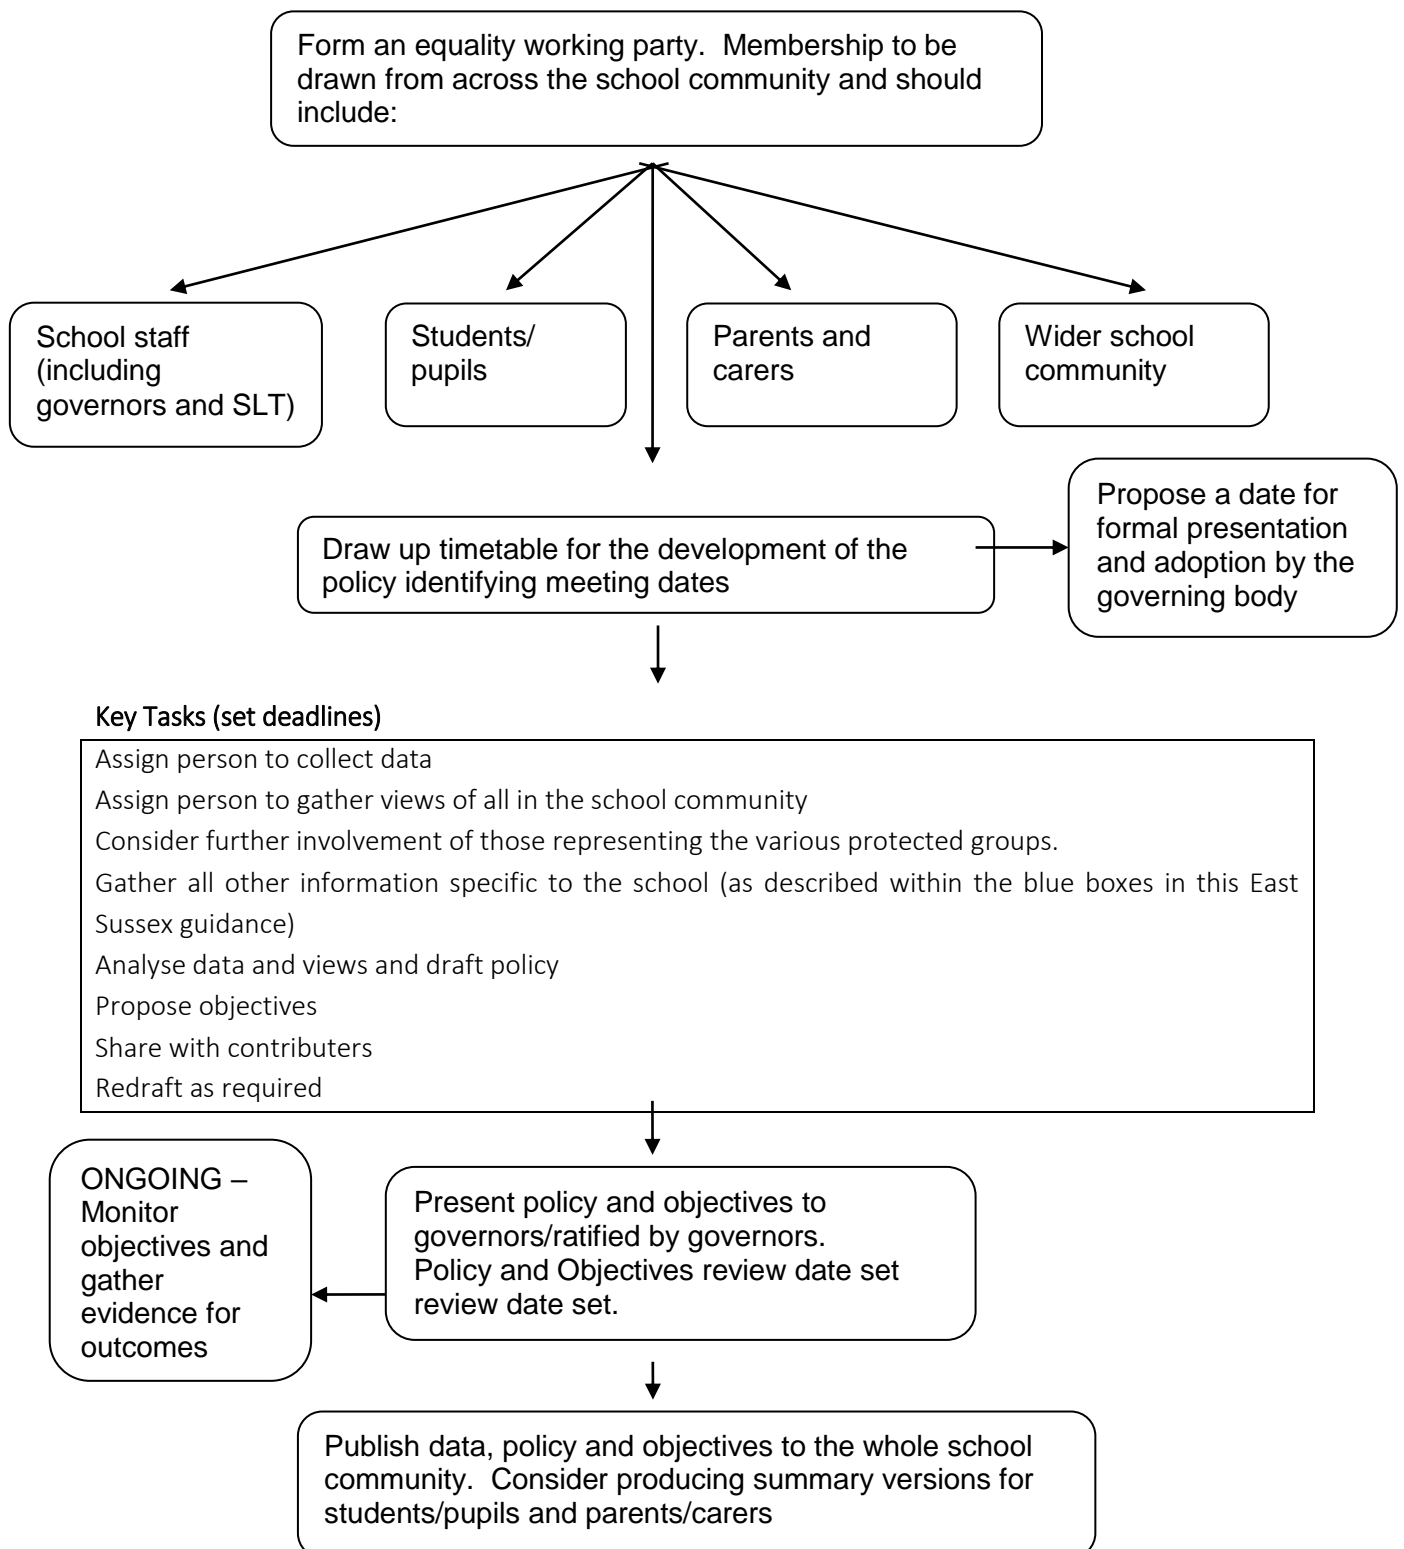 Form an equality working party.  Membership to be
drawn from across the school community and should
include:
School staff
(including
governors and SLT)
Students/
pupils
Parents and
carers
Wider school
community
Propose a date for
formal presentation
and adoption by the
governing body
Draw up timetable for the development of the
policy identifying meeting dates
Key Tasks (set deadlines)
Assign person to collect data
Assign person to gather views of all in the school community
Consider further involvement of those representing the various protected groups.
Gather all other information specific to the school (as described within the blue boxes in this East
Sussex guidance)
Analyse data and views and draft policy
Propose objectives
Share with contributers
Redraft as required
ONGOING –
Monitor
objectives and
gather
evidence for
outcomes
Present policy and objectives to
governors/ratified by governors.
Policy and Objectives review date set
review date set.
Publish data, policy and objectives to the whole school
community.  Consider producing summary versions for
students/pupils and parents/carers